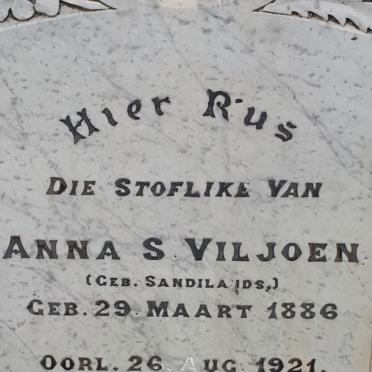 Hier Rus
DIE STOFLIKE VAN
ANNA S. VILJOEN
(GEB. SANDILANDS,)
GEB. 29. MAART 1886
OORL. 26. AUG. 1921.